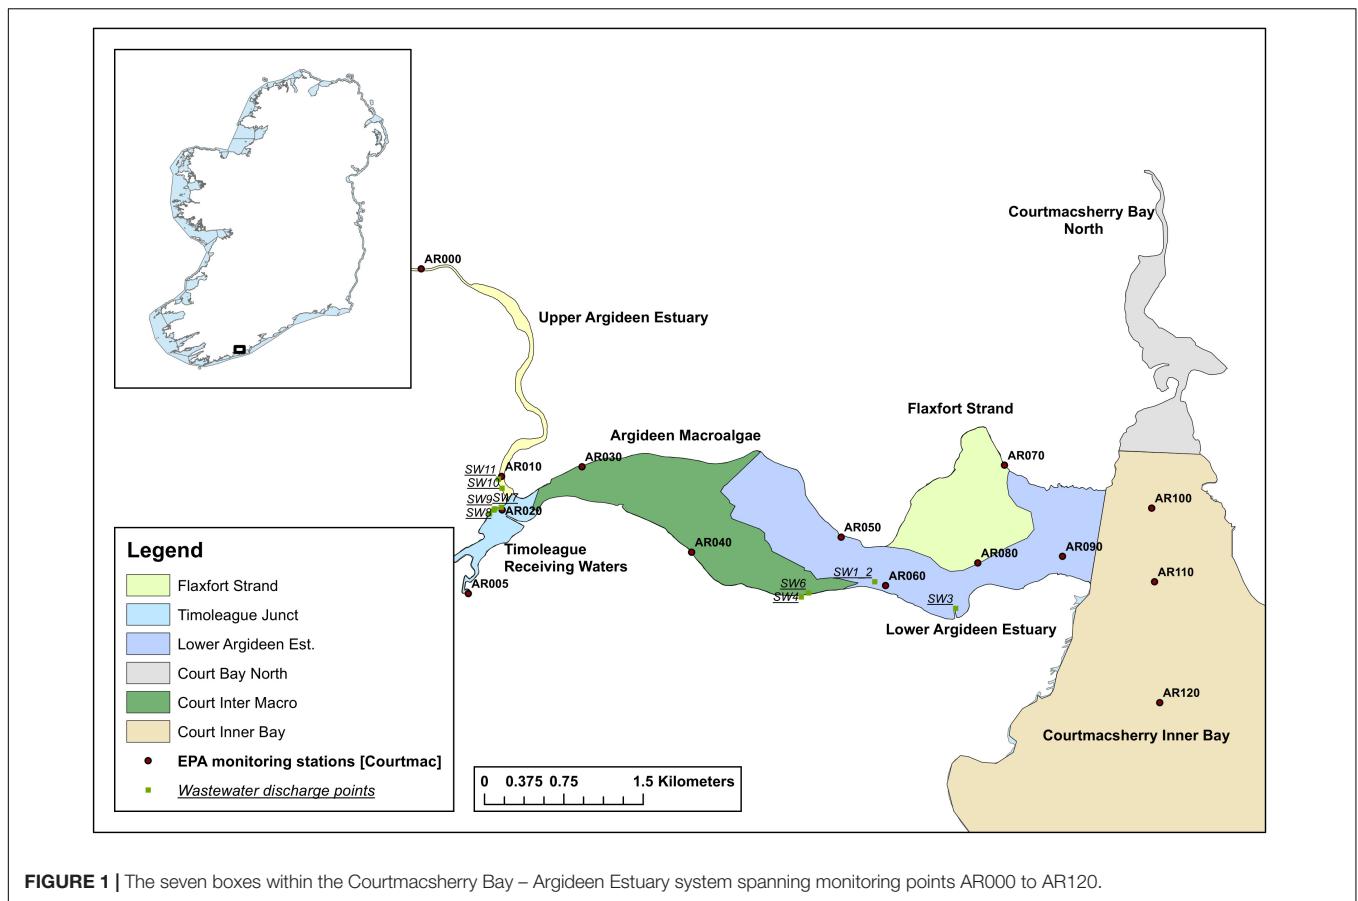 Courtmacsherry Bay
North
AR000
Upper Argideen Estuary
Flaxfort Strand
Argideen Macroalgae
AR030
AR070
SW11
AR010
SW10
SW9
SW7
SW8
AR020
AR100
AR050
Timoleague
Receiving Waters
AR040
AR090
AR080
AR005
SW1_2
AR060
SW6
SW4
SW3
AR110
Lower Argideen Estuary
AR120
Courtmacsherry Inner Bay
Legend
Flaxfort Strand
Timoleague Junct
Lower Argideen Est.
Court Bay North
Court Inter Macro
Court Inner Bay
EPA monitoring stations [Courtmac]
Wastewater discharge points
0 0.375 0.75 1.5 Kilometers
FIGURE 1 | The seven boxes within the Courtmacsherry Bay – Argideen Estuary system spanning monitoring points AR000 to AR120.